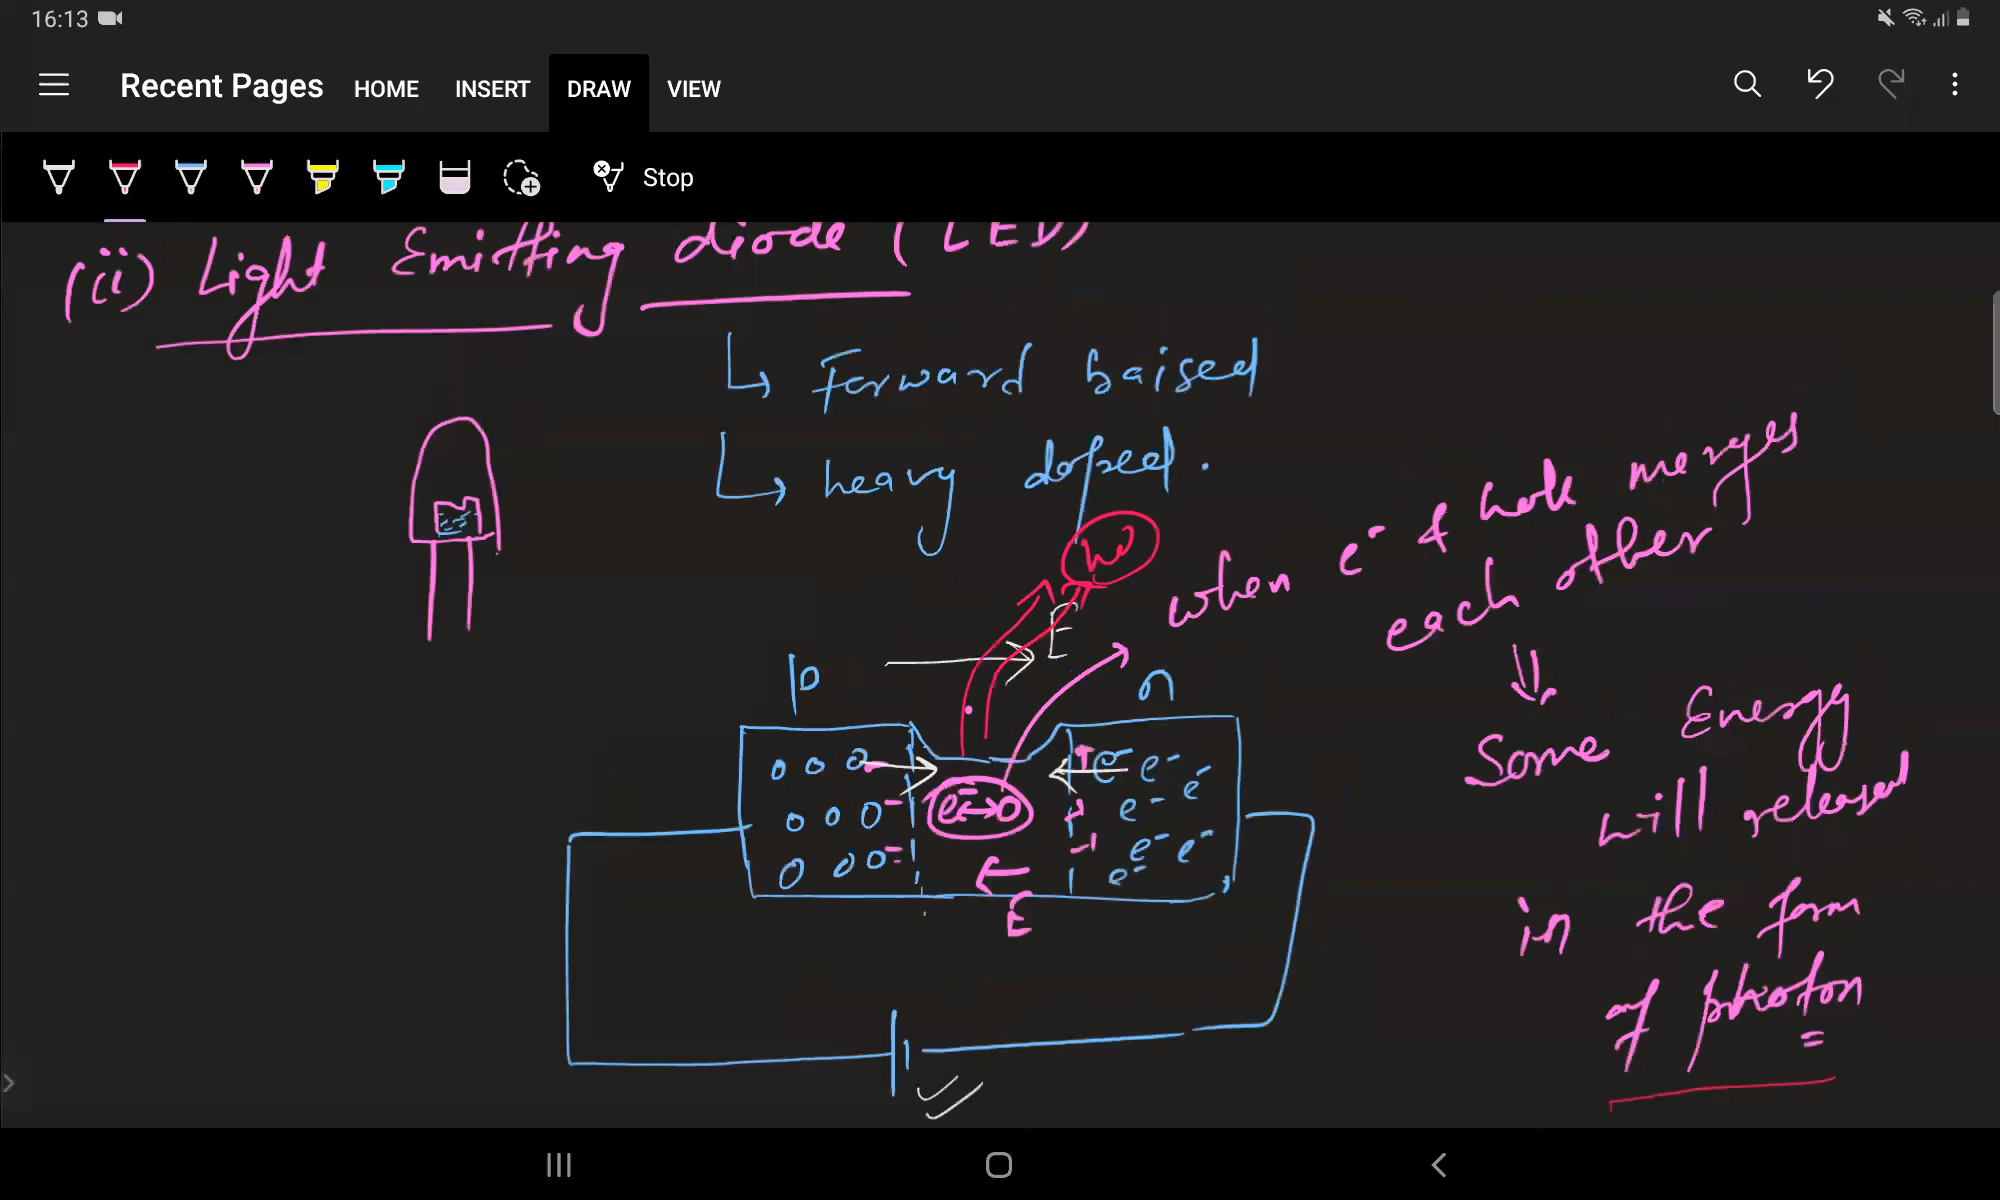 16:13
Recent Pages HOME INSERT DRAW VIEW
Stop
(ii) Light Emitting diode (LED)
↳ Forward baised
↳ heavy doped.
hν
when e⁻ & hole merges
each other
⇓
Some Energy
will released
in the form
of photon
E
p n
o o o⁻ e⁻ e⁻
e⁻↔o
o o o⁻ e⁻ e⁻
o o o⁻ e⁻ e⁻ e⁻
E